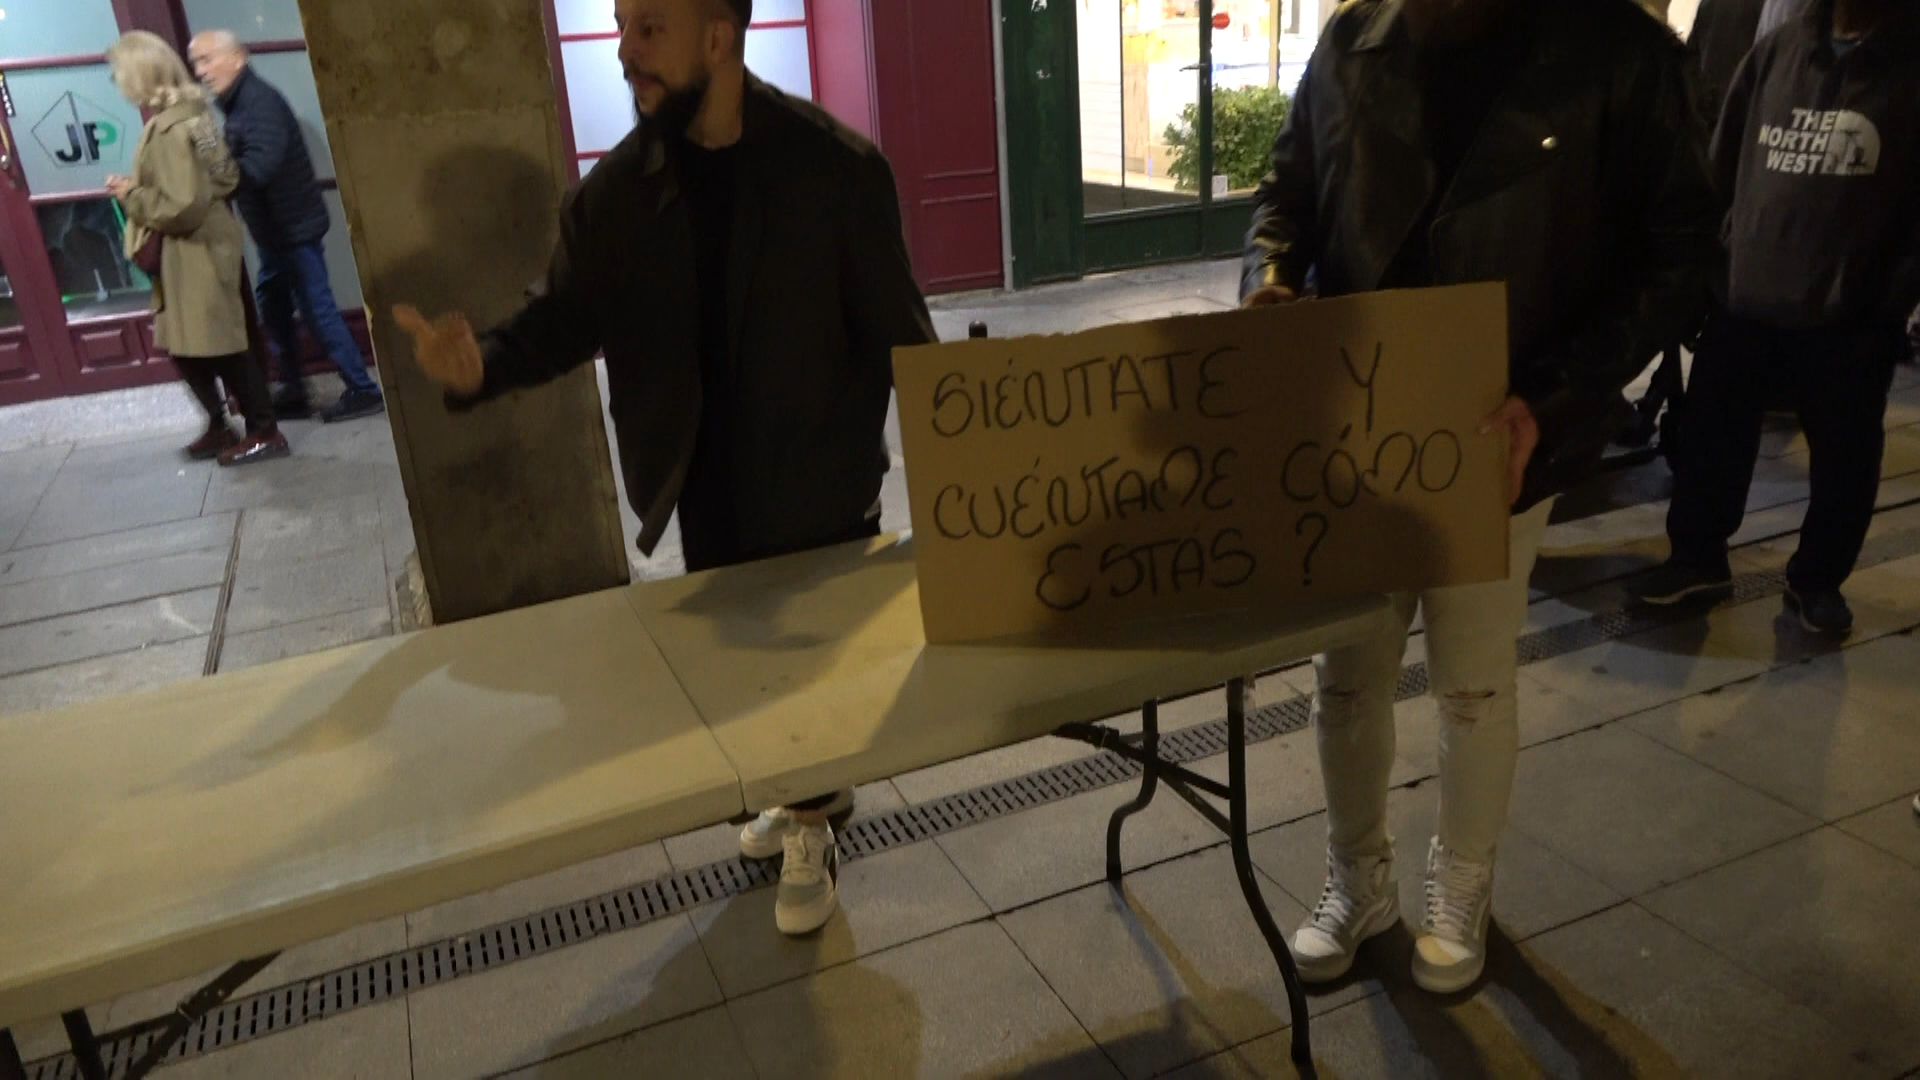 JP
THE
NORTH
WEST
SIÉNTATE Y
CUÉNTAME CÓMO
ESTÁS ?